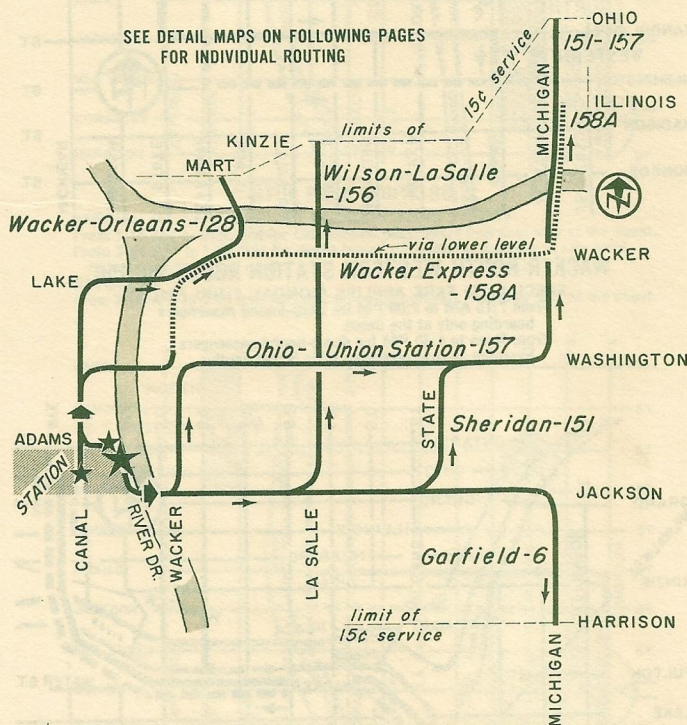 SEE DETAIL MAPS ON FOLLOWING PAGES
FOR INDIVIDUAL ROUTING
OHIO
151-157
15¢ service
MICHIGAN
ILLINOIS
158A
limits of
KINZIE
MART
Wilson-LaSalle
-156
N
Wacker-Orleans-128
via lower level
WACKER
LAKE
Wacker Express
-158A
Ohio- Union Station-157
WASHINGTON
STATE
Sheridan-151
ADAMS
STATION
CANAL
RIVER DR.
WACKER
LA SALLE
JACKSON
Garfield-6
limit of
15¢ service
HARRISON
MICHIGAN